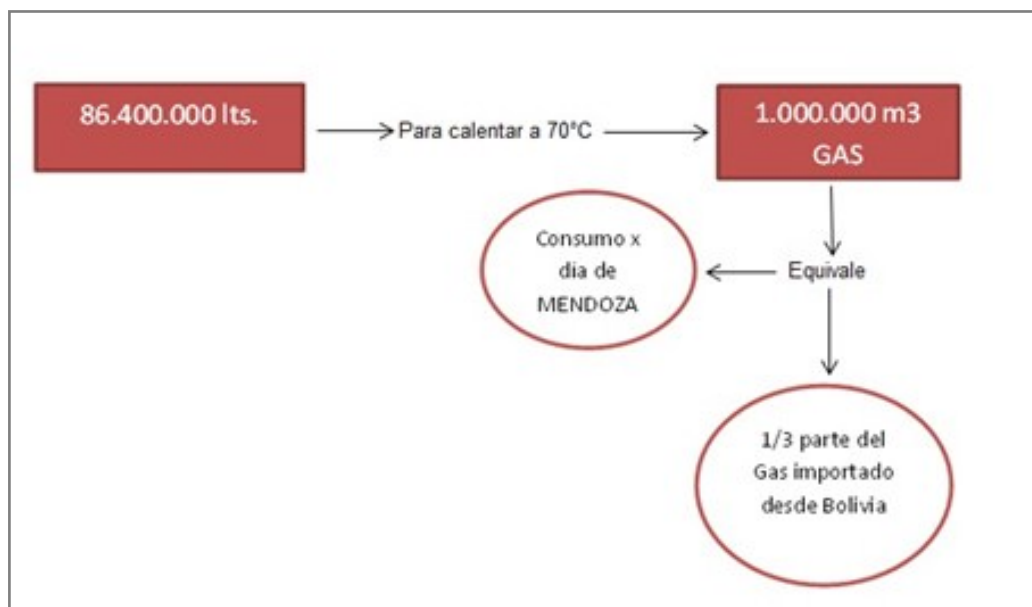 86.400.000 lts.
Para calentar a 70°C
1.000.000 m3
GAS
Consumo x
dia de
MENDOZA
Equivale
1/3 parte del
Gas importado
desde Bolivia